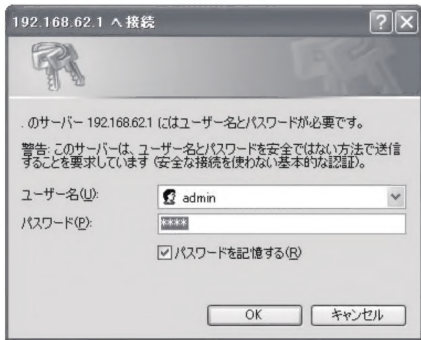 192.168.62.1 へ接続
. のサーバー 192.168.62.1 にはユーザー名とパスワードが必要です。
警告: このサーバーは、ユーザー名とパスワードを安全ではない方法で送信
することを要求しています (安全な接続を使わない基本的な認証)。
ユーザー名(U):
admin
パスワード(P):
****
パスワードを記憶する(R)
OK
キャンセル